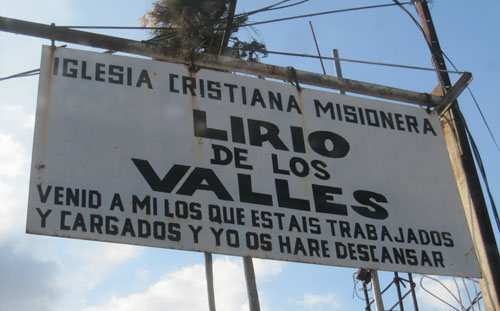 IGLESIA CRISTIANA MISIONERA
LIRIO
DE LOS
VALLES
VENID A MI LOS QUE ESTAIS TRABAJADOS
Y CARGADOS Y YO OS HARE DESCANSAR